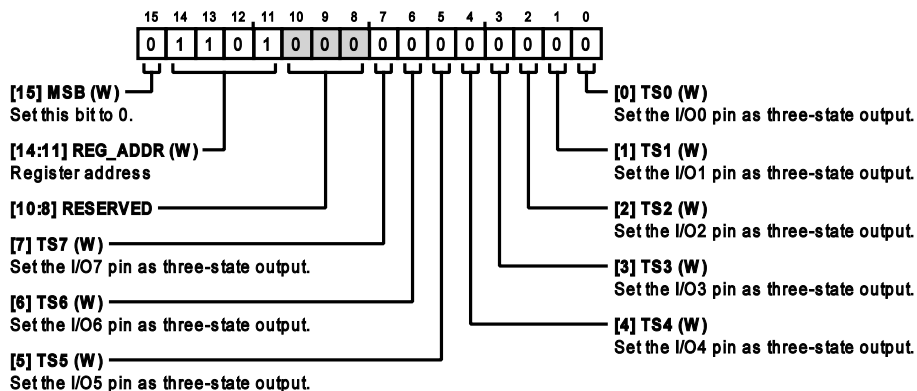 15 14 13 12 11 10 9 8 7 6 5 4 3 2 1 0
0 1 1 0 1 0 0 0 0 0 0 0 0 0 0 0
[15] MSB (W)
Set this bit to 0.
[14:11] REG_ADDR (W)
Register address
[10:8] RESERVED
[7] TS7 (W)
Set the I/O7 pin as three-state output.
[6] TS6 (W)
Set the I/O6 pin as three-state output.
[5] TS5 (W)
Set the I/O5 pin as three-state output.
[0] TS0 (W)
Set the I/O0 pin as three-state output.
[1] TS1 (W)
Set the I/O1 pin as three-state output.
[2] TS2 (W)
Set the I/O2 pin as three-state output.
[3] TS3 (W)
Set the I/O3 pin as three-state output.
[4] TS4 (W)
Set the I/O4 pin as three-state output.